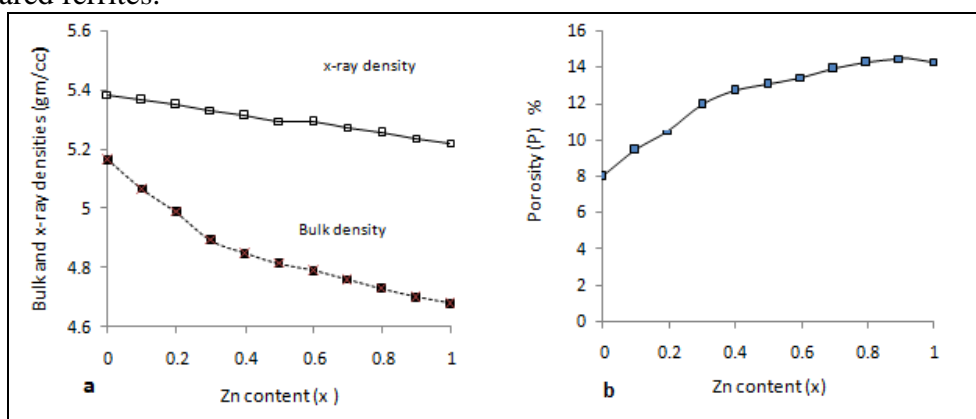 ared ferrites.
Bulk and x-ray densities (gm/cc)
5.6
5.4
5.2
5
4.8
4.6
x-ray density
Bulk density
0 0.2 0.4 0.6 0.8 1
a
Zn content (x )
Porosity (P) %
16
14
12
10
8
6
4
2
0
0 0.2 0.4 0.6 0.8 1
b
Zn content (x)